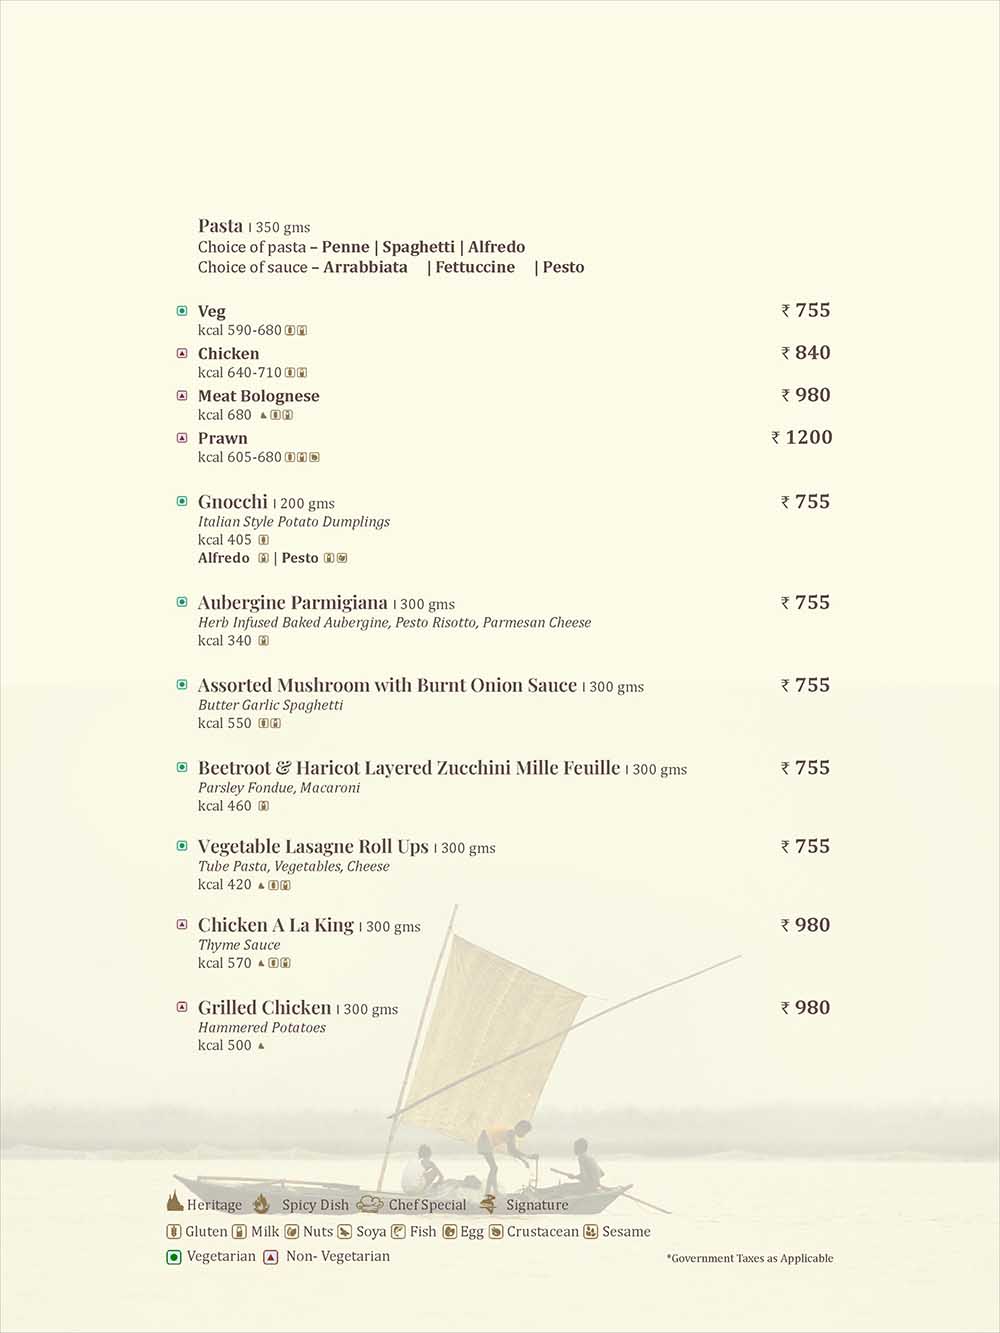 Pasta | 350 gms
Choice of pasta – Penne | Spaghetti | Alfredo
Choice of sauce – Arrabbiata | Fettuccine | Pesto
Veg ₹ 755
kcal 590-680
Chicken ₹ 840
kcal 640-710
Meat Bolognese ₹ 980
kcal 680
Prawn ₹ 1200
kcal 605-680
Gnocchi | 200 gms ₹ 755
Italian Style Potato Dumplings
kcal 405
Alfredo | Pesto
Aubergine Parmigiana | 300 gms ₹ 755
Herb Infused Baked Aubergine, Pesto Risotto, Parmesan Cheese
kcal 340
Assorted Mushroom with Burnt Onion Sauce | 300 gms ₹ 755
Butter Garlic Spaghetti
kcal 550
Beetroot & Haricot Layered Zucchini Mille Feuille | 300 gms ₹ 755
Parsley Fondue, Macaroni
kcal 460
Vegetable Lasagne Roll Ups | 300 gms ₹ 755
Tube Pasta, Vegetables, Cheese
kcal 420
Chicken A La King | 300 gms ₹ 980
Thyme Sauce
kcal 570
Grilled Chicken | 300 gms ₹ 980
Hammered Potatoes
kcal 500
Heritage Spicy Dish Chef Special Signature
Gluten Milk Nuts Soya Fish Egg Crustacean Sesame
Vegetarian Non- Vegetarian *Government Taxes as Applicable